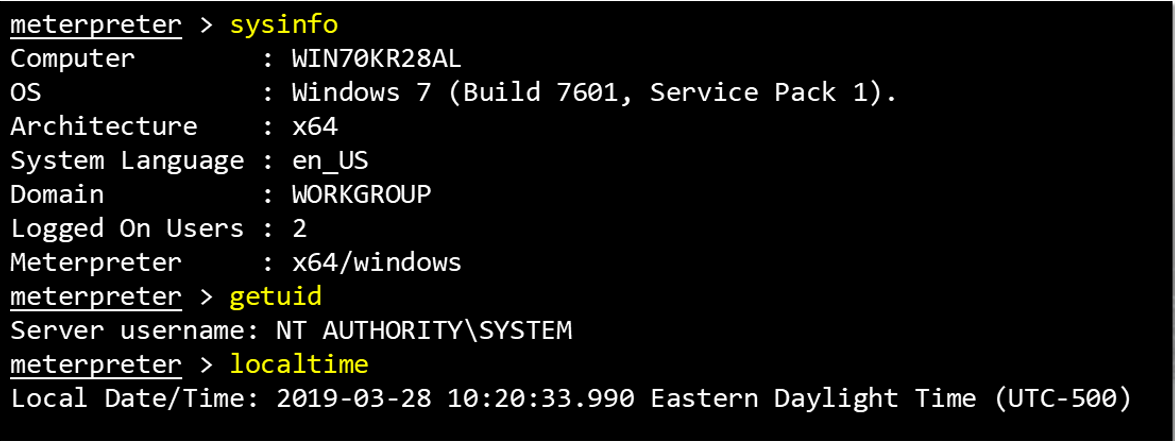 meterpreter > sysinfo
Computer        : WIN70KR28AL
OS              : Windows 7 (Build 7601, Service Pack 1).
Architecture    : x64
System Language : en_US
Domain          : WORKGROUP
Logged On Users : 2
Meterpreter     : x64/windows
meterpreter > getuid
Server username: NT AUTHORITY\SYSTEM
meterpreter > localtime
Local Date/Time: 2019-03-28 10:20:33.990 Eastern Daylight Time (UTC-500)